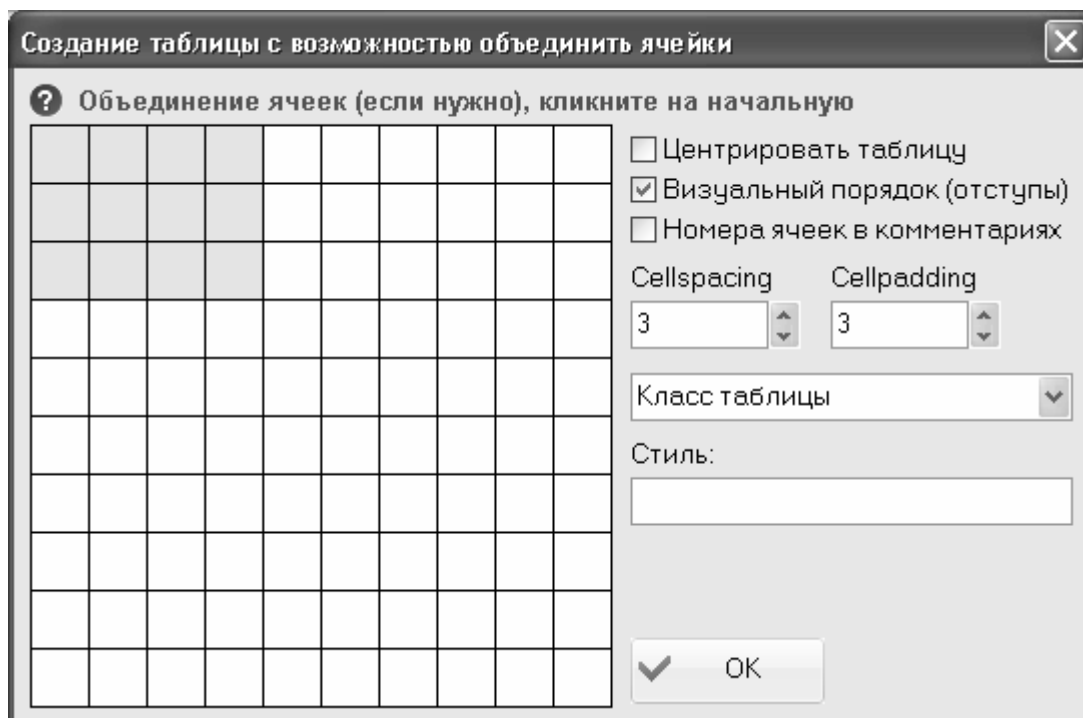 Создание таблицы с возможностью объединить ячейки
Объединение ячеек (если нужно), кликните на начальную
Центрировать таблицу
Визуальный порядок (отступы)
Номера ячеек в комментариях
Cellspacing Cellpadding
3 3
Класс таблицы
Стиль:
OK